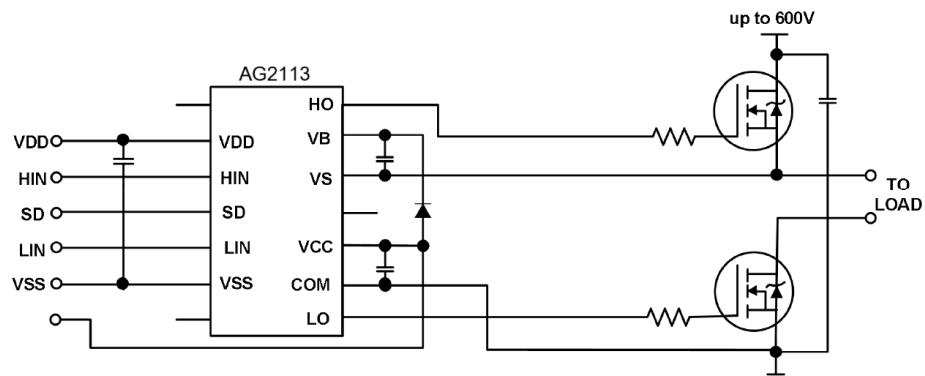 up to 600V
AG2113
HO
VB
VS
VCC
COM
LO
VDD
HIN
SD
LIN
VSS
VDD
HIN
SD
LIN
VSS
TO
LOAD